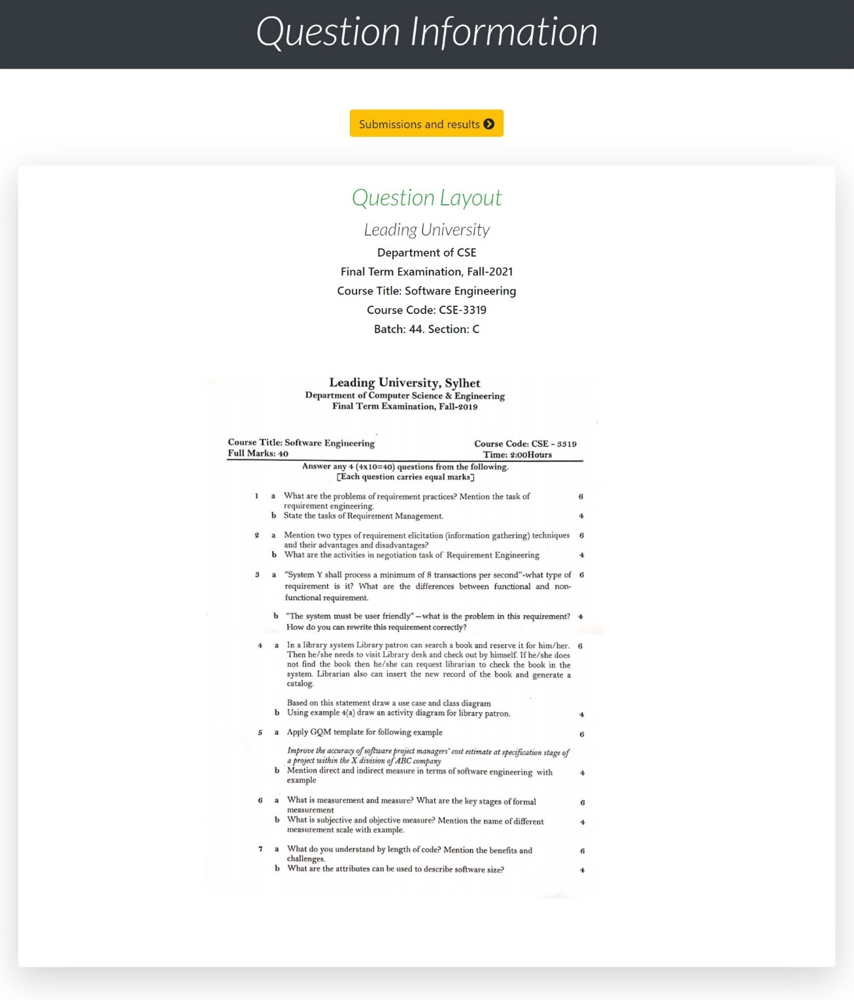 Question Information
Submissions and results
Question Layout
Leading University
Department of CSE
Final Term Examination, Fall-2021
Course Title: Software Engineering
Course Code: CSE-3319
Batch: 44. Section: C
Leading University, Sylhet
Department of Computer Science & Engineering
Final Term Examination, Fall-2019
Course Title: Software Engineering Course Code: CSE - 3319
Full Marks: 40 Time: 2:00Hours
Answer any 4 (4x10=40) questions from the following.
[Each question carries equal marks]
1 a What are the problems of requirement practices? Mention the task of 6
requirement engineering.
b State the tasks of Requirement Management. 4
2 a Mention two types of requirement elicitation (information gathering) techniques 6
and their advantages and disadvantages?
b What are the activities in negotiation task of Requirement Engineering 4
3 a "System Y shall process a minimum of 8 transactions per second"-what type of 6
requirement is it? What are the differences between functional and non-
functional requirement.
b "The system must be user friendly" – what is the problem in this requirement? 4
How do you can rewrite this requirement correctly?
4 a In a library system Library patron can search a book and reserve it for him/her. 6
Then he/she needs to visit Library desk and check out by himself. If he/she does
not find the book then he/she can request librarian to check the book in the
system. Librarian also can insert the new record of the book and generate a
catalog.
Based on this statement draw a use case and class diagram
b Using example 4(a) draw an activity diagram for library patron. 4
5 a Apply GQM template for following example 6
Improve the accuracy of software project managers' cost estimate at specification stage of
a project within the X division of ABC company
b Mention direct and indirect measure in terms of software engineering with 4
example
6 a What is measurement and measure? What are the key stages of formal 6
measurement
b What is subjective and objective measure? Mention the name of different 4
measurement scale with example.
7 a What do you understand by length of code? Mention the benefits and 6
challenges.
b What are the attributes can be used to describe software size? 4